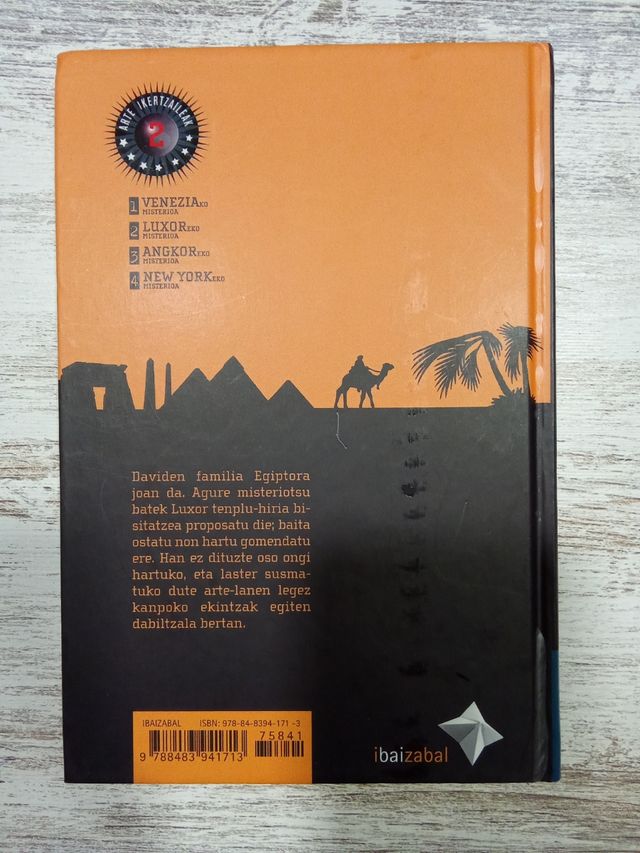 ARTE IKERTZAILEAK
2
1 VENEZIAKO
MISTERIOA
2 LUXOREKO
MISTERIOA
3 ANGKOREKO
MISTERIOA
4 NEW YORKEKO
MISTERIOA
Daviden familia Egiptora
joan da. Agure misteriotsu
batek Luxor tenplu-hiria bi-
sitatzea proposatu die; baita
ostatu non hartu gomendatu
ere. Han ez dituzte oso ongi
hartuko, eta laster susma-
tuko dute arte-lanen legez
kanpoko ekintzak egiten
dabiltzala bertan.
IBAIZABAL ISBN: 978-84-8394-171-3
75841
9 788483 941713
ibaizabal